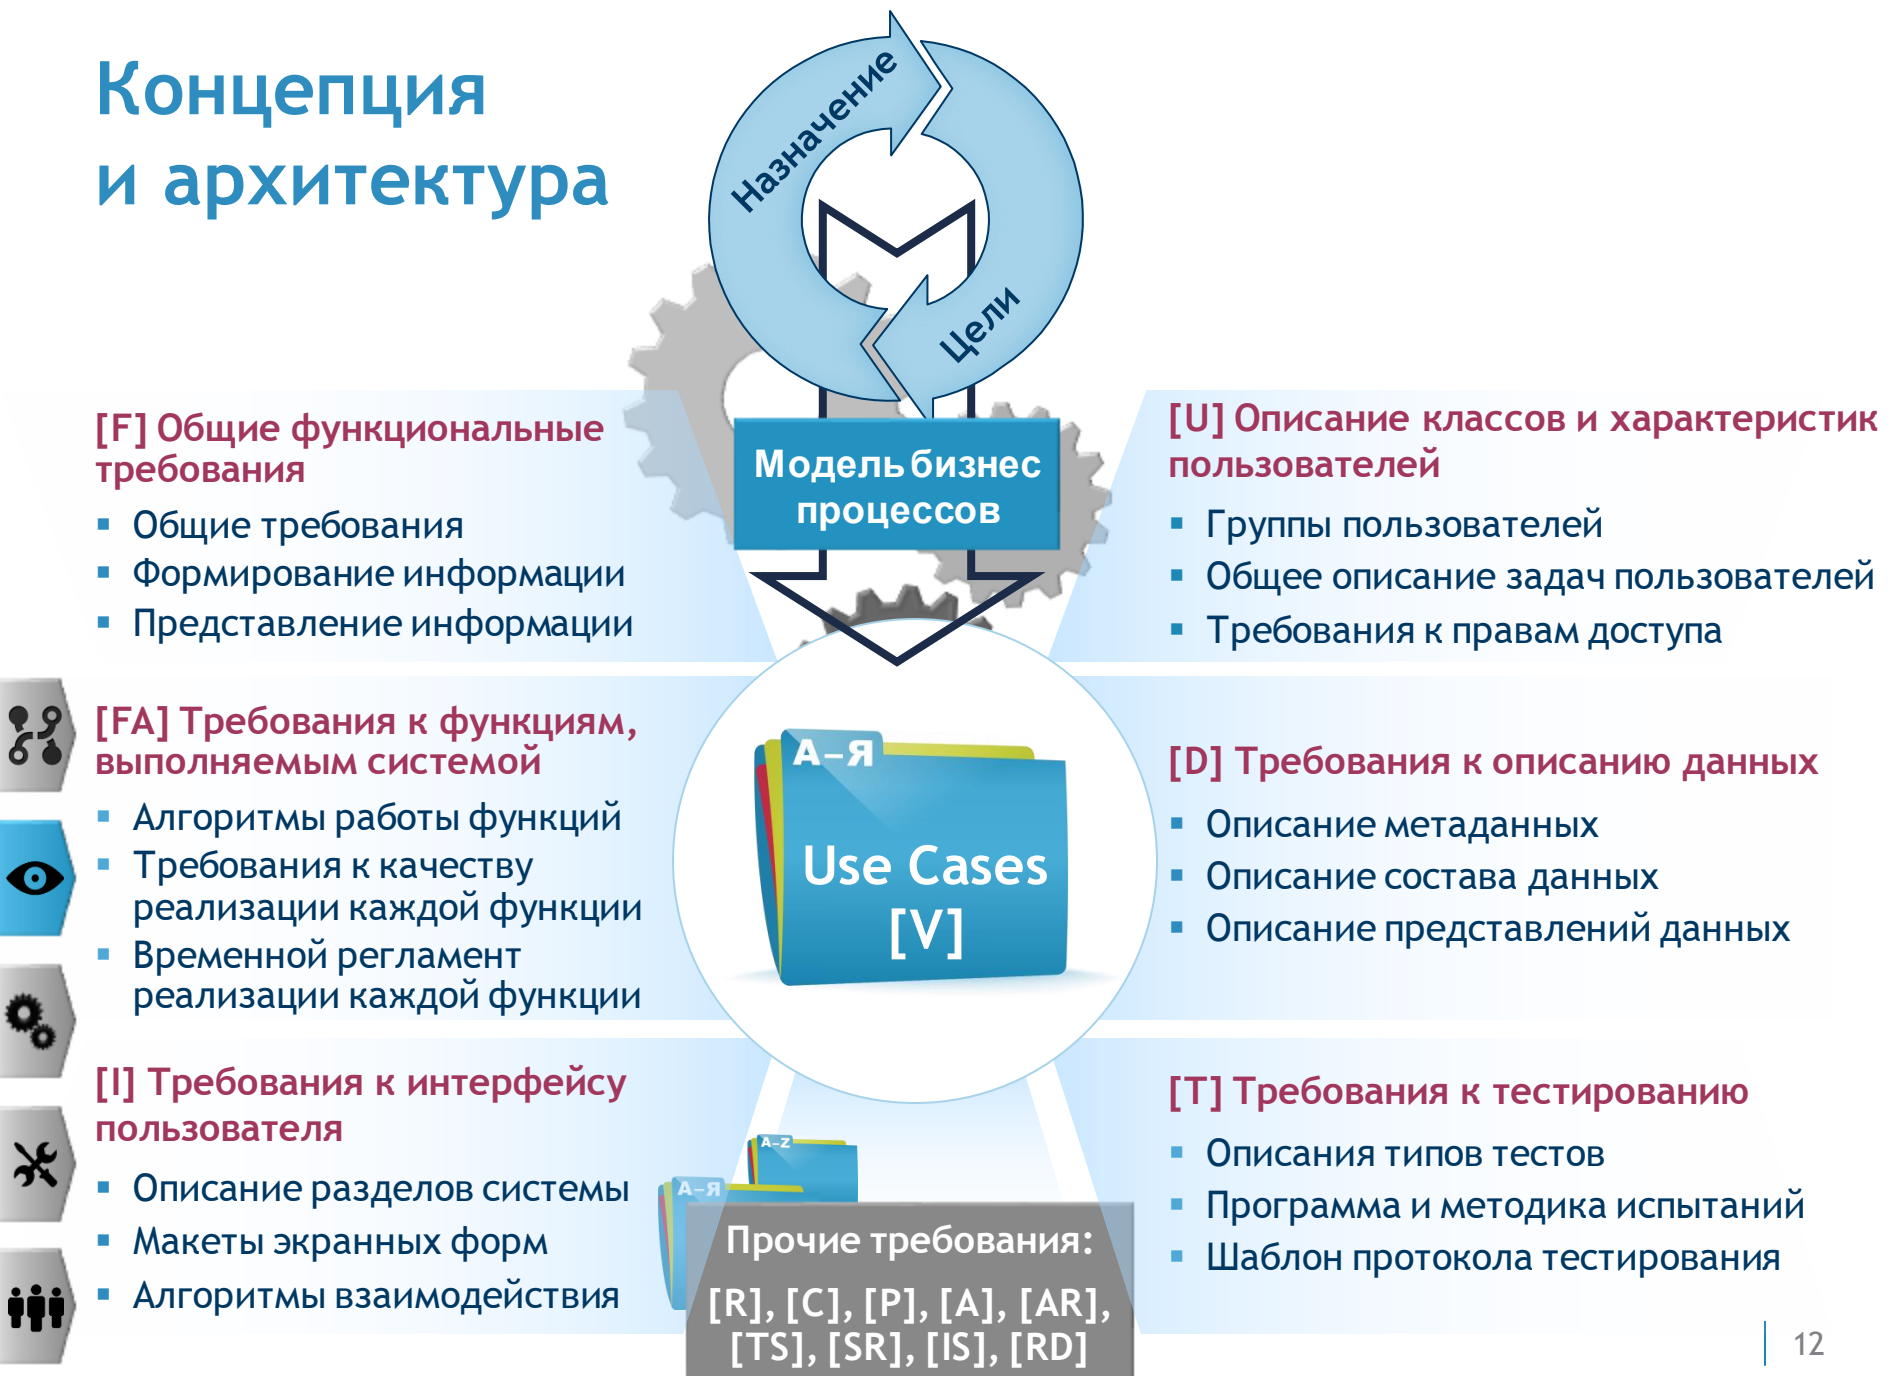 Концепция
и архитектура
Назначение
Цели
Модель бизнес
процессов
[F] Общие функциональные
требования
▪ Общие требования
▪ Формирование информации
▪ Представление информации
[U] Описание классов и характеристик
пользователей
▪ Группы пользователей
▪ Общее описание задач пользователей
▪ Требования к правам доступа
[FA] Требования к функциям,
выполняемым системой
▪ Алгоритмы работы функций
▪ Требования к качеству
реализации каждой функции
▪ Временной регламент
реализации каждой функции
А–Я
Use Cases
[V]
[D] Требования к описанию данных
▪ Описание метаданных
▪ Описание состава данных
▪ Описание представлений данных
[I] Требования к интерфейсу
пользователя
▪ Описание разделов системы
▪ Макеты экранных форм
▪ Алгоритмы взаимодействия
A–Z
А–Я
Прочие требования:
[R], [C], [P], [A], [AR],
[TS], [SR], [IS], [RD]
[T] Требования к тестированию
▪ Описания типов тестов
▪ Программа и методика испытаний
▪ Шаблон протокола тестирования
12